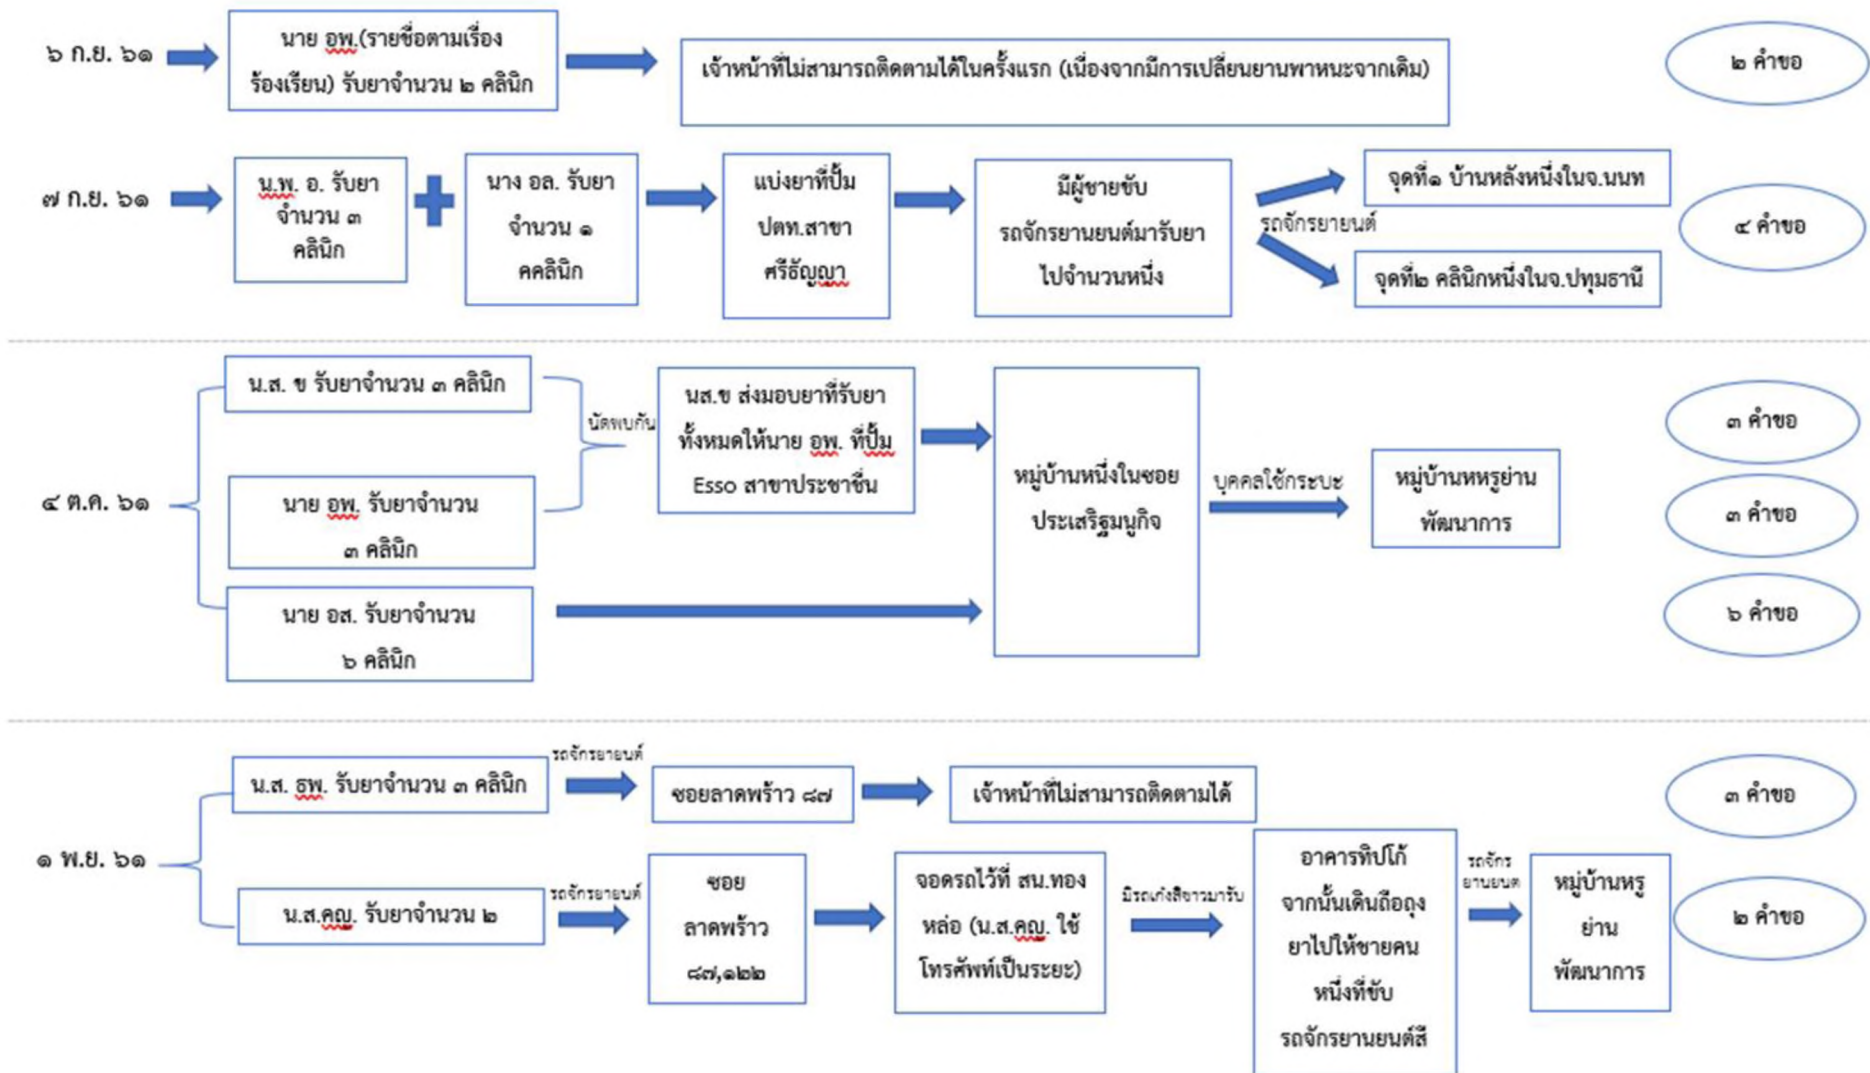 ๖ ก.ย. ๖๑
นาย อพ.(รายชื่อตามเรื่อง
ร้องเรียน) รับยาจำนวน ๒ คลินิก
เจ้าหน้าที่ไม่สามารถติดตามได้ในครั้งแรก (เนื่องจากมีการเปลี่ยนยานพาหนะจากเดิม)
๒ คำขอ
๗ ก.ย. ๖๑
น.พ. อ. รับยา
จำนวน ๓
คลินิก
นาง อล. รับยา
จำนวน ๑
คคลินิก
แบ่งยาที่ปั้ม
ปตท.สาขา
ศรีธัญญา
มีผู้ชายขับ
รถจักรยานยนต์มารับยา
ไปจำนวนหนึ่ง
รถจักรยายนต์
จุดที่๑ บ้านหลังหนึ่งในจ.นนท
จุดที่๒ คลินิกหนึ่งในจ.ปทุมธานี
๔ คำขอ
๔ ต.ค. ๖๑
น.ส. ข รับยาจำนวน ๓ คลินิก
นาย อพ. รับยาจำนวน
๓ คลินิก
นาย อส. รับยาจำนวน
๖ คลินิก
นัดพบกัน
นส.ข ส่งมอบยาที่รับยา
ทั้งหมดให้นาย อพ. ที่ปั้ม
Esso สาขาประชาชื่น
หมู่บ้านหนึ่งในซอย
ประเสริฐมนูกิจ
บุคคลใช้กระบะ
หมู่บ้านหหรูย่าน
พัฒนาการ
๓ คำขอ
๓ คำขอ
๖ คำขอ
๑ พ.ย. ๖๑
น.ส. ธพ. รับยาจำนวน ๓ คลินิก
รถจักรยายนต์
ซอยลาดพร้าว ๘๗
เจ้าหน้าที่ไม่สามารถติดตามได้
๓ คำขอ
น.ส.คญ. รับยาจำนวน ๒
รถจักรยายนต์
ซอย
ลาดพร้าว
๘๗,๑๒๒
จอดรถไว้ที่ สน.ทอง
หล่อ (น.ส.คญ. ใช้
โทรศัพท์เป็นระยะ)
มีรถเก๋งสีขาวมารับ
อาคารทิปโก้
จากนั้นเดินถือถุง
ยาไปให้ชายคน
หนึ่งที่ขับ
รถจักรยานยนต์สี
รถจักร
ยานยนต
หมู่บ้านหรู
ย่าน
พัฒนาการ
๒ คำขอ